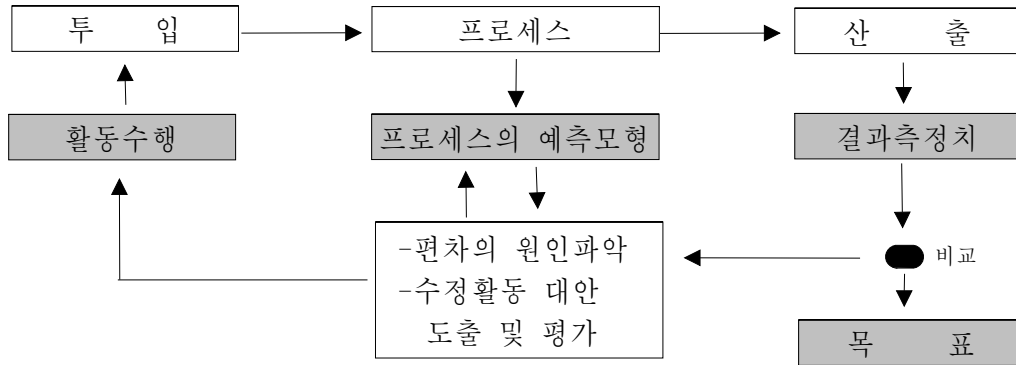 투 입
프로세스
산 출
활동수행
프로세스의 예측모형
결과측정치
-편차의 원인파악
-수정활동 대안
도출 및 평가
비교
목 표